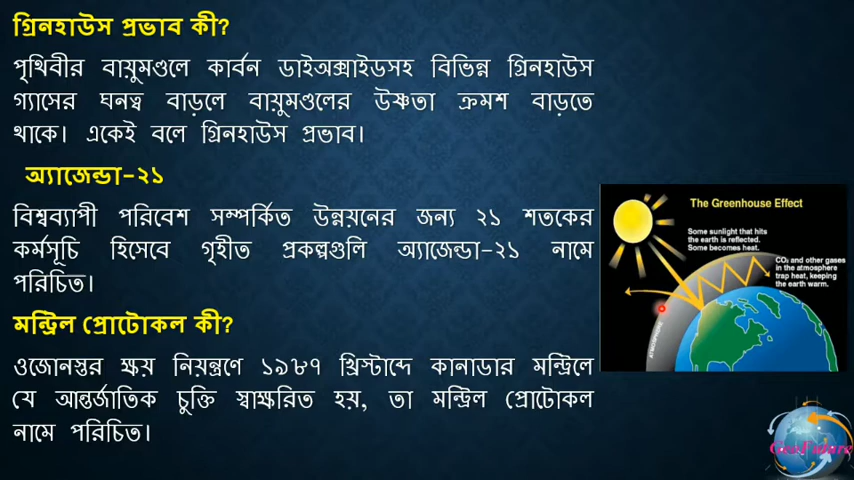 গ্রিনহাউস প্রভাব কী?
পৃথিবীর বায়ুমণ্ডলে কার্বন ডাইঅক্সাইডসহ বিভিন্ন গ্রিনহাউস
গ্যাসের ঘনত্ব বাড়লে বায়ুমণ্ডলের উষ্ণতা ক্রমশ বাড়তে
থাকে। একেই বলে গ্রিনহাউস প্রভাব।
অ্যাজেন্ডা-২১
বিশ্বব্যাপী পরিবেশ সম্পর্কিত উন্নয়নের জন্য ২১ শতকের
কর্মসূচি হিসেবে গৃহীত প্রকল্পগুলি অ্যাজেন্ডা-২১ নামে
পরিচিত।
মন্ট্রিল প্রোটোকল কী?
ওজোনস্তর ক্ষয় নিয়ন্ত্রণে ১৯৮৭ খ্রিস্টাব্দে কানাডার মন্ট্রিলে
যে আন্তর্জাতিক চুক্তি স্বাক্ষরিত হয়, তা মন্ট্রিল প্রোটোকল
নামে পরিচিত।
The Greenhouse Effect
Some sunlight that hits
the earth is reflected.
Some becomes heat.
CO₂ and other gases
in the atmosphere
trap heat, keeping
the earth warm.
GeoFuture